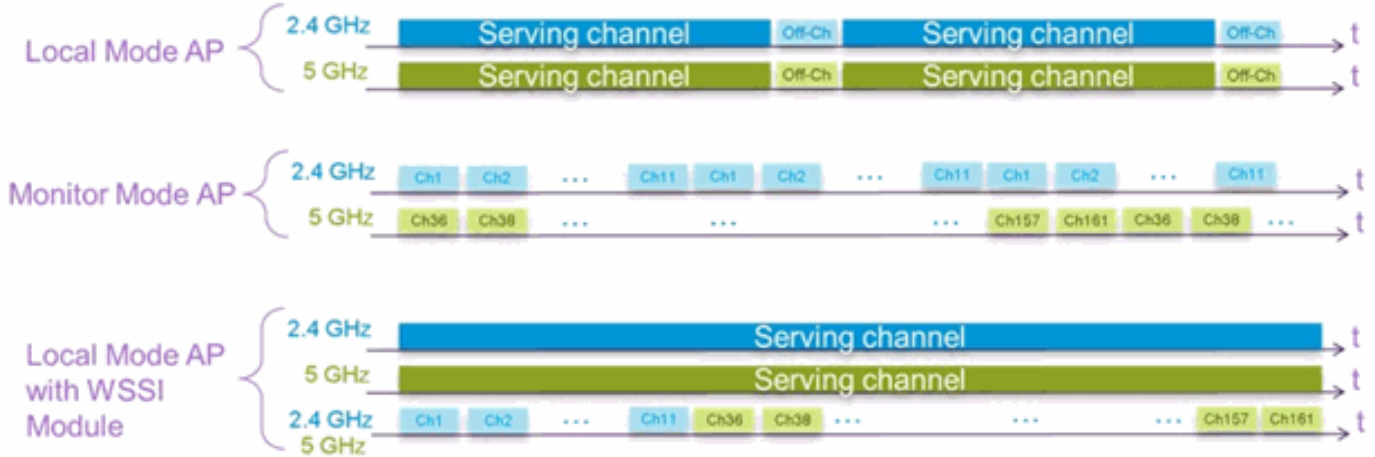 2.4 GHz Serving channel Off-Ch Serving channel Off-Ch t
Local Mode AP
5 GHz Serving channel Off-Ch Serving channel Off-Ch t
2.4 GHz Ch1 Ch2 ... Ch11 Ch1 Ch2 ... Ch11 Ch1 Ch2 ... Ch11 t
Monitor Mode AP
5 GHz Ch36 Ch38 ... ... ... Ch157 Ch161 Ch36 Ch38 ... t
2.4 GHz Serving channel t
Local Mode AP
with WSSI
Module
5 GHz Serving channel t
2.4 GHz Ch1 Ch2 ... Ch11 Ch36 Ch38 ... ... ... Ch157 Ch161 t
5 GHz